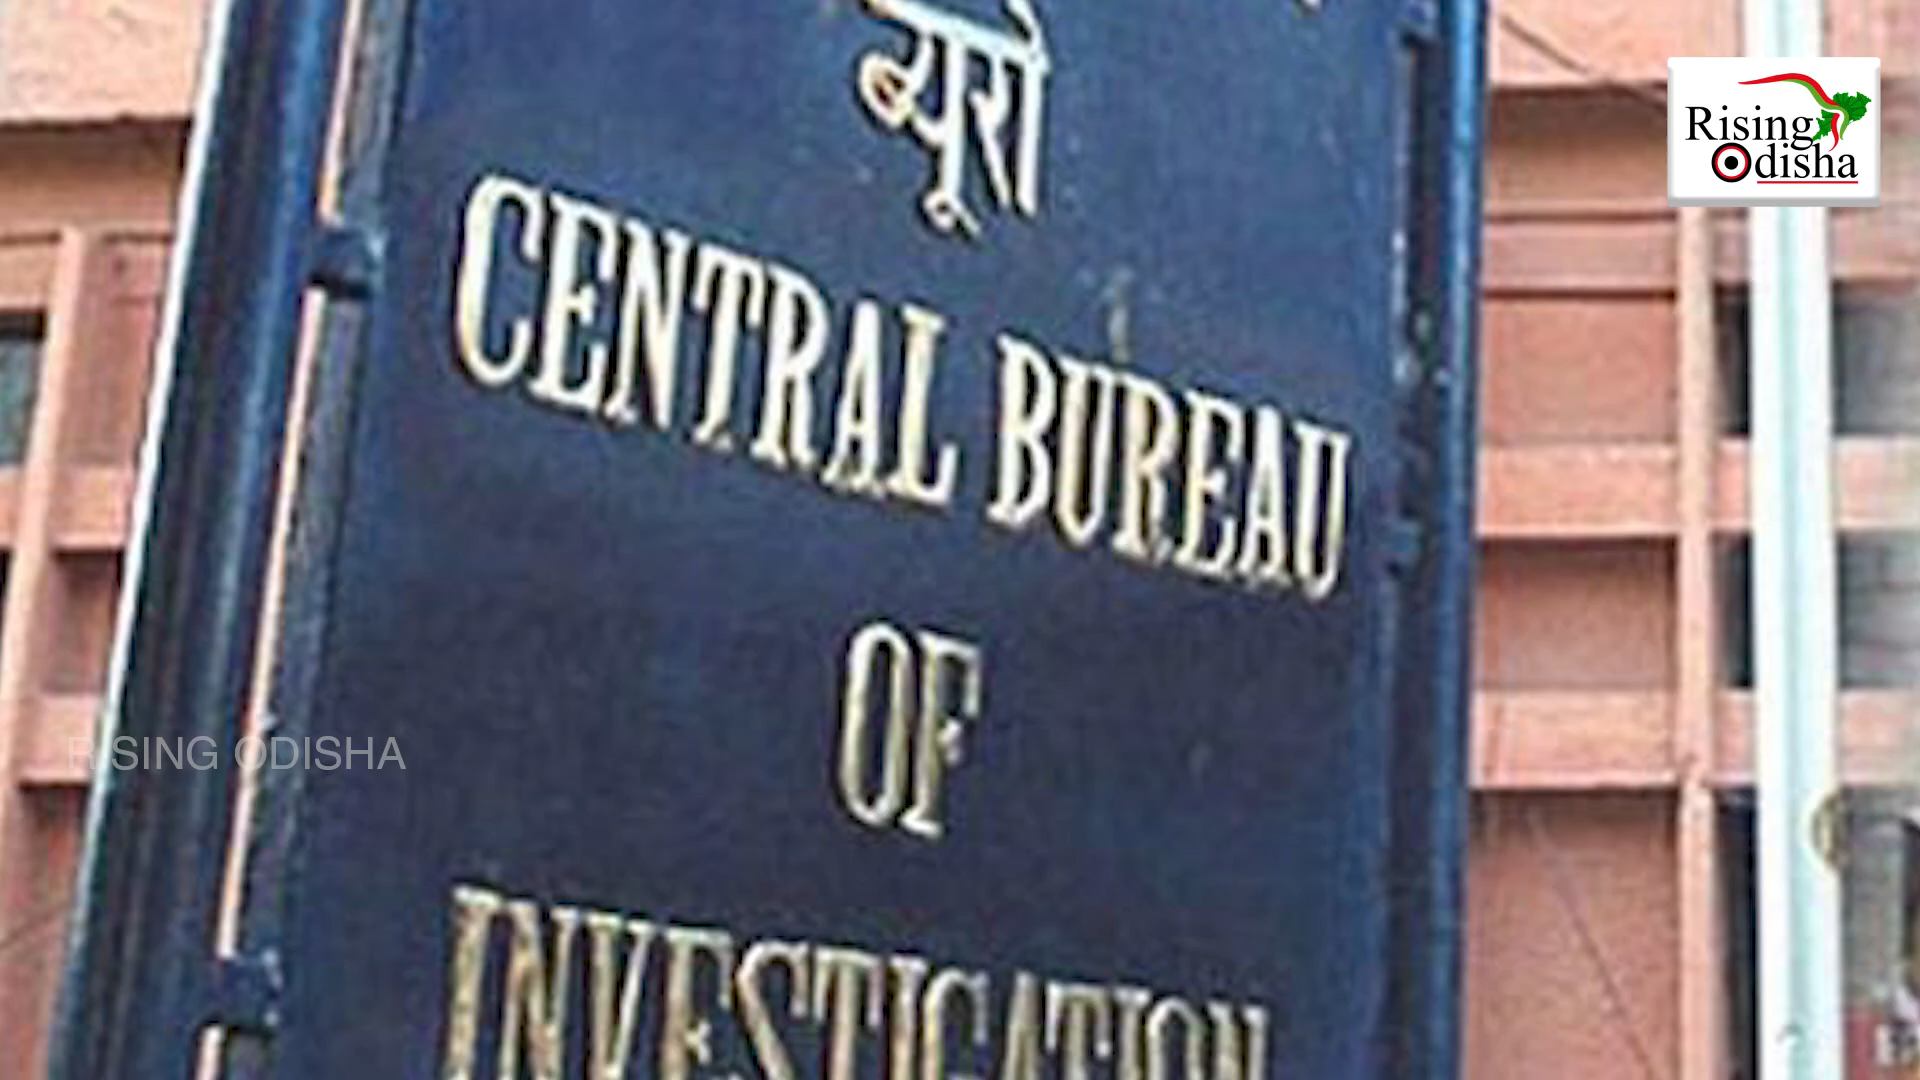 ब्यूरो
CENTRAL BUREAU
OF
INVESTIGATION
Rising
Odisha
RISING ODISHA